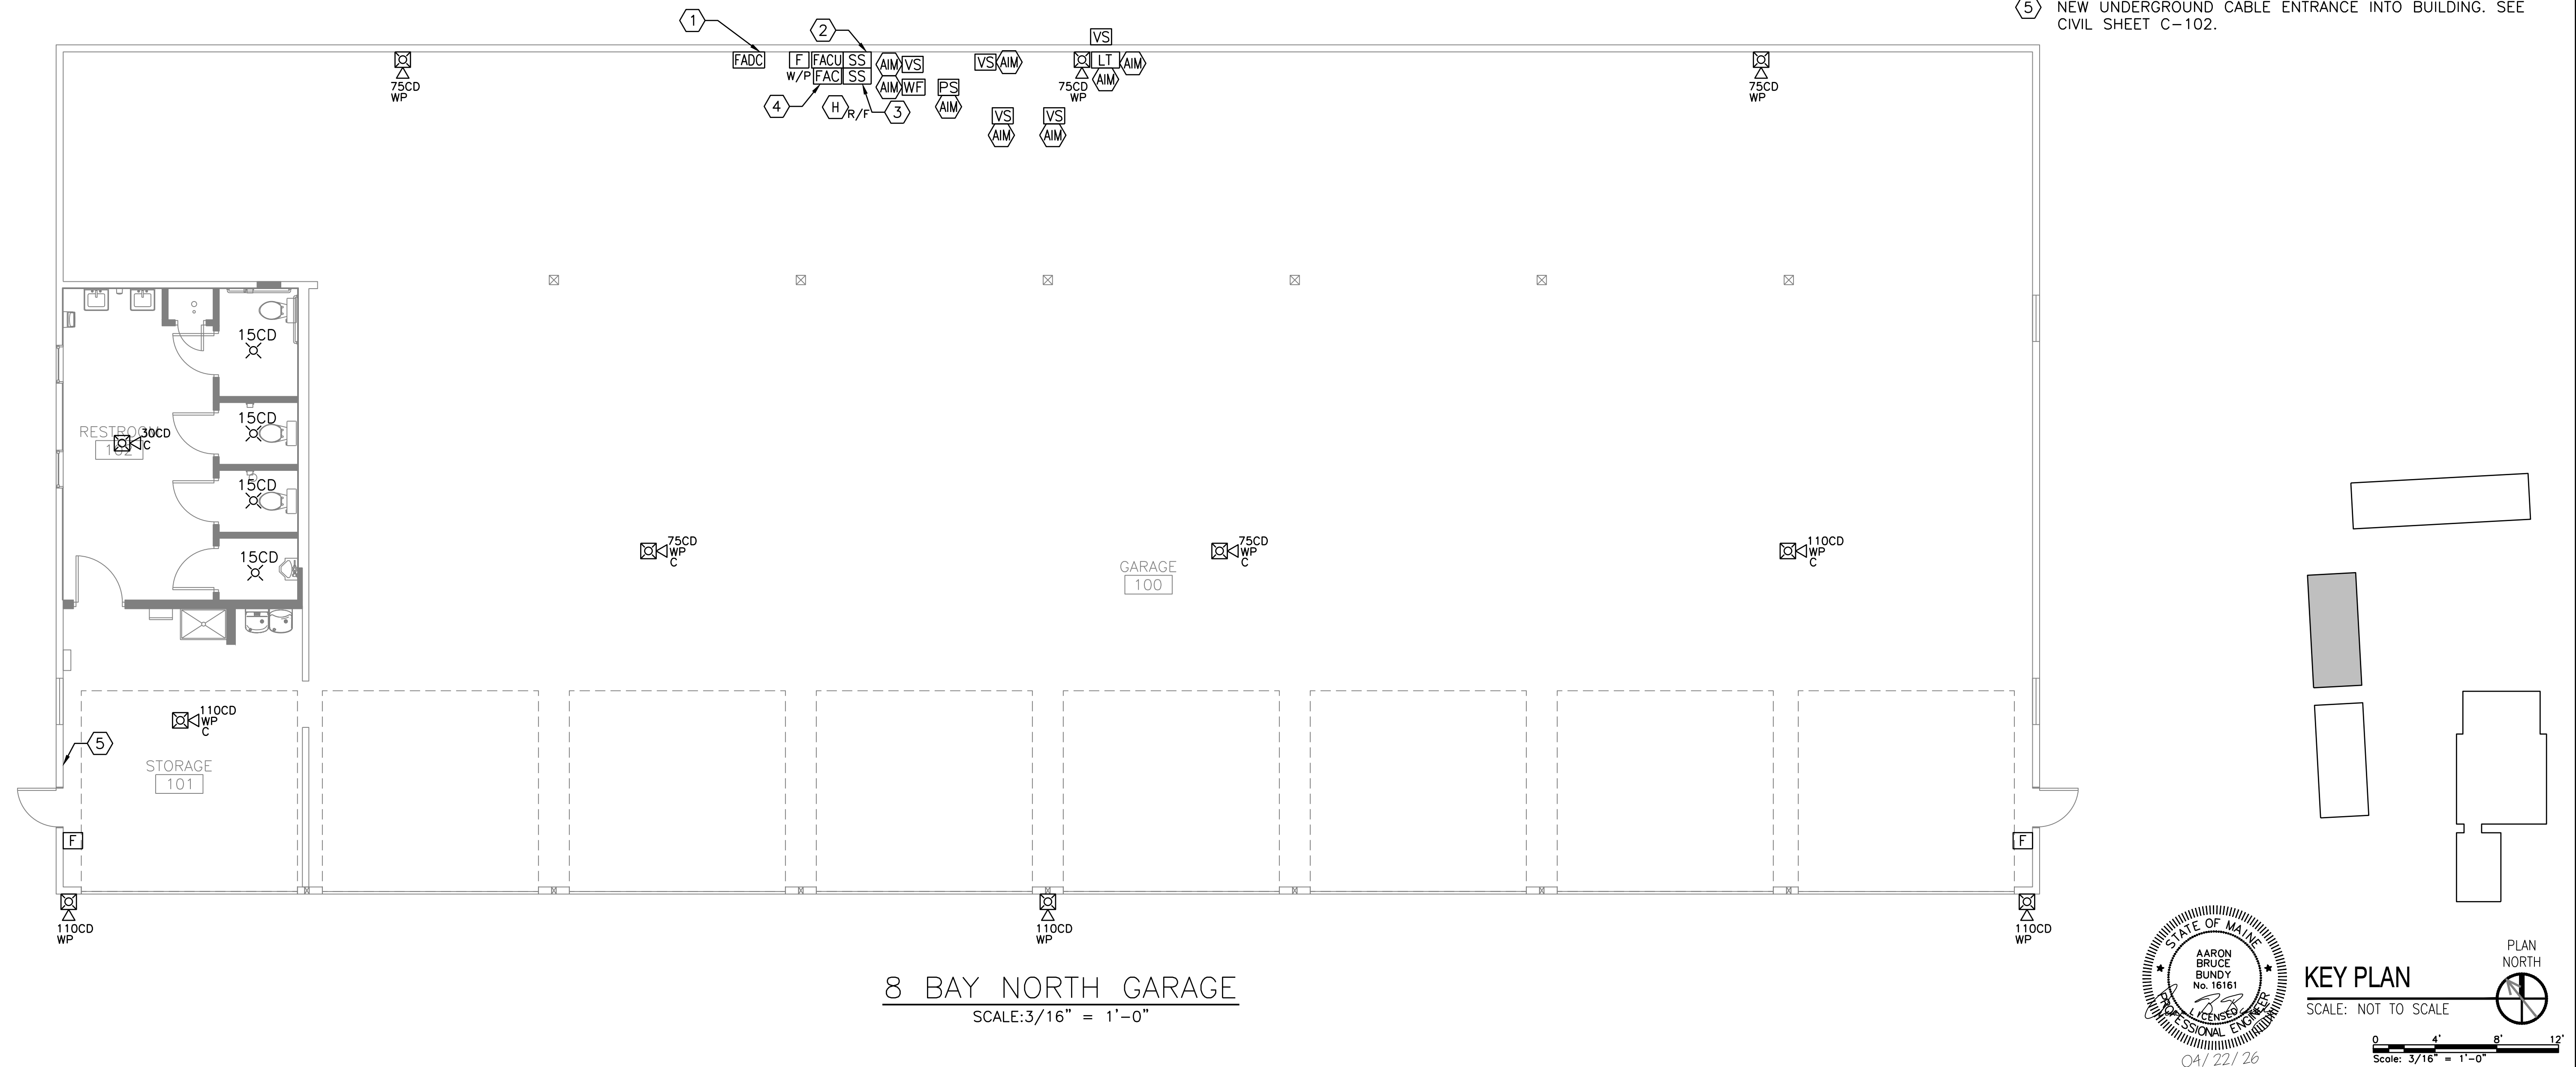 5 NEW UNDERGROUND CABLE ENTRANCE INTO BUILDING. SEE
CIVIL SHEET C-102.
1
2
VS
FADC
F
FACU
SS
AIM
VS
VS
AIM
LT
AIM
W/P
FAC
SS
AIM
WF
PS
AIM
AIM
4
H
R/F
3
VS
AIM
VS
AIM
75CD
WP
75CD
WP
75CD
WP
15CD
15CD
15CD
15CD
RESTROOM
102
30CD
C
75CD
WP
C
75CD
WP
C
110CD
WP
C
GARAGE
100
110CD
WP
C
5
STORAGE
101
F
F
110CD
WP
110CD
WP
110CD
WP
8 BAY NORTH GARAGE
SCALE:3/16" = 1'-0"
STATE OF MAINE
AARON
BRUCE
BUNDY
No. 16161
LICENSED
PROFESSIONAL ENGINEER
04/22/26
KEY PLAN
SCALE: NOT TO SCALE
PLAN
NORTH
0 4' 8' 12'
Scale: 3/16" = 1'-0"